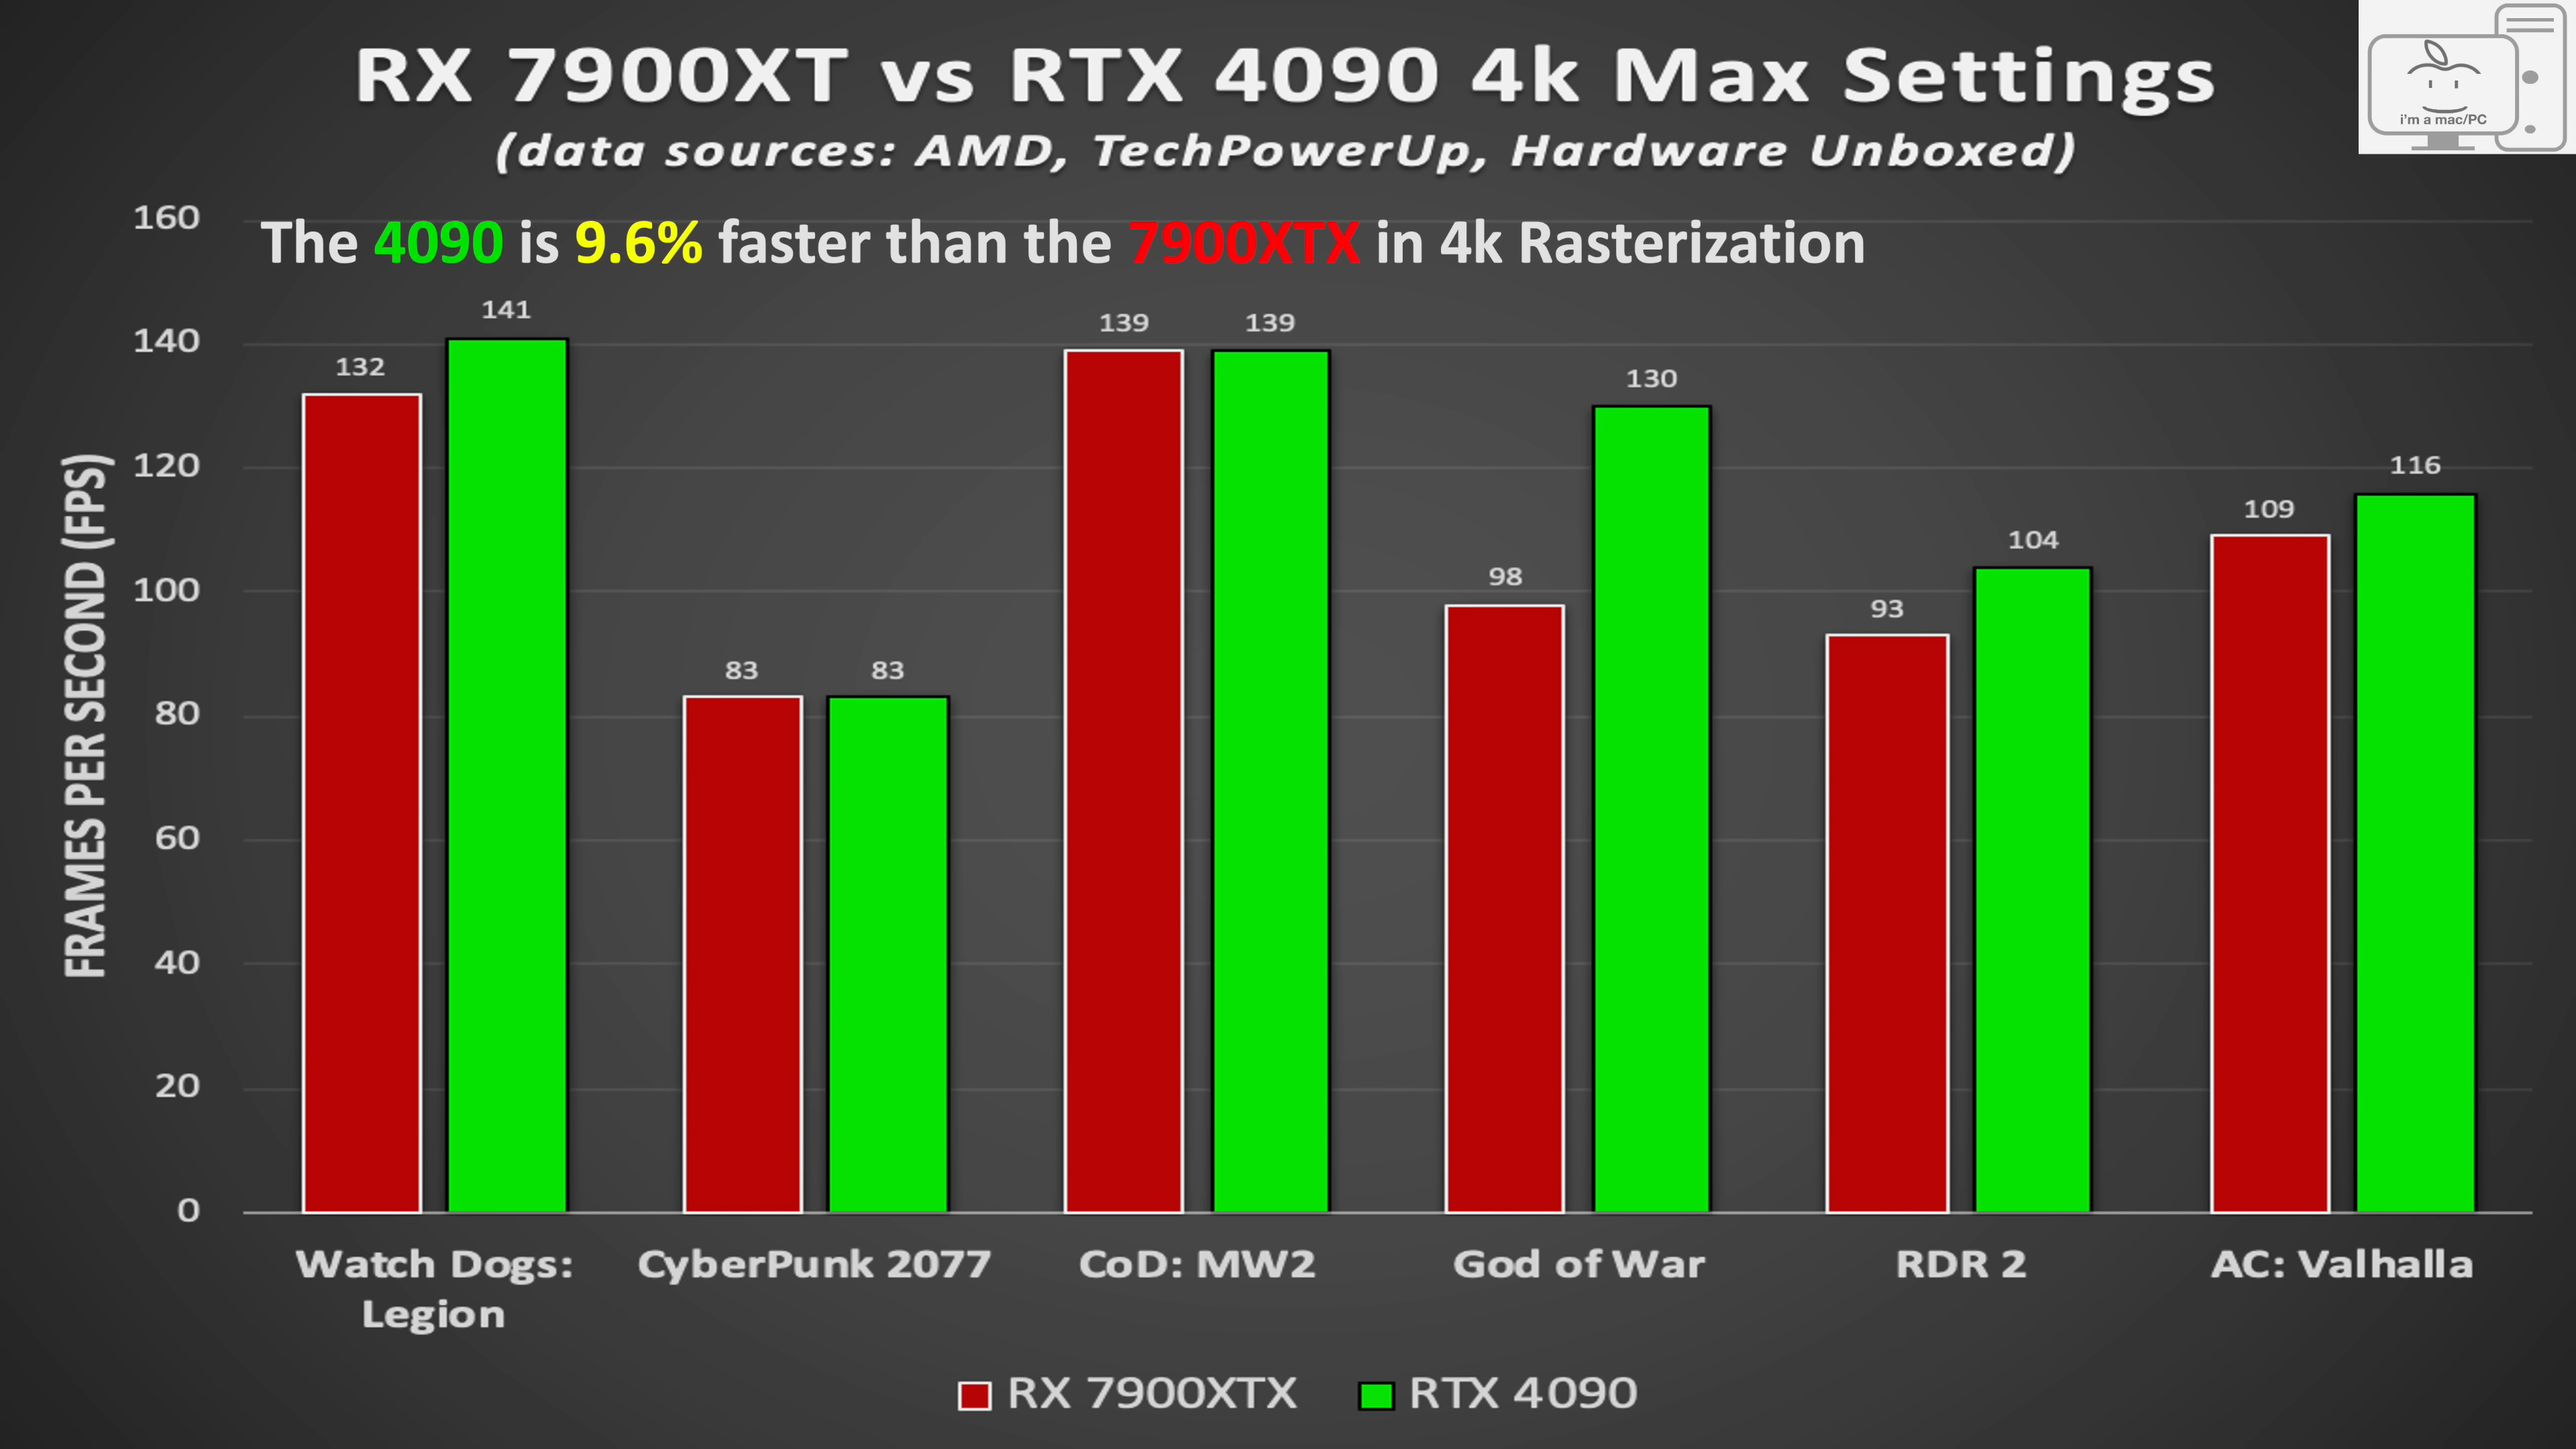 RX 7900XT vs RTX 4090 4k Max Settings
(data sources: AMD, TechPowerUp, Hardware Unboxed)
i'm a mac/PC
The 4090 is 9.6% faster than the 7900XTX in 4k Rasterization
FRAMES PER SECOND (FPS)
160
140
120
100
80
60
40
20
0
132
141
83
83
139
139
98
130
93
104
109
116
Watch Dogs:
Legion
CyberPunk 2077
CoD: MW2
God of War
RDR 2
AC: Valhalla
RX 7900XTX
RTX 4090